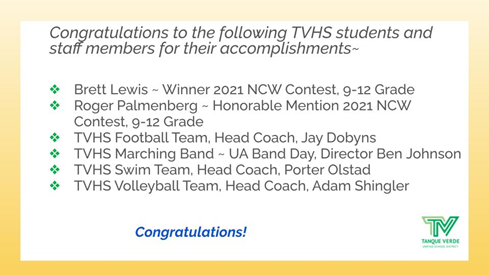 Congratulations to the following TVHS students and
staff members for their accomplishments~
❖ Brett Lewis ~ Winner 2021 NCW Contest, 9-12 Grade
❖ Roger Palmenberg ~ Honorable Mention 2021 NCW
Contest, 9-12 Grade
❖ TVHS Football Team, Head Coach, Jay Dobyns
❖ TVHS Marching Band ~ UA Band Day, Director Ben Johnson
❖ TVHS Swim Team, Head Coach, Porter Olstad
❖ TVHS Volleyball Team, Head Coach, Adam Shingler
Congratulations!
TV
TANQUE VERDE
UNIFIED SCHOOL DISTRICT